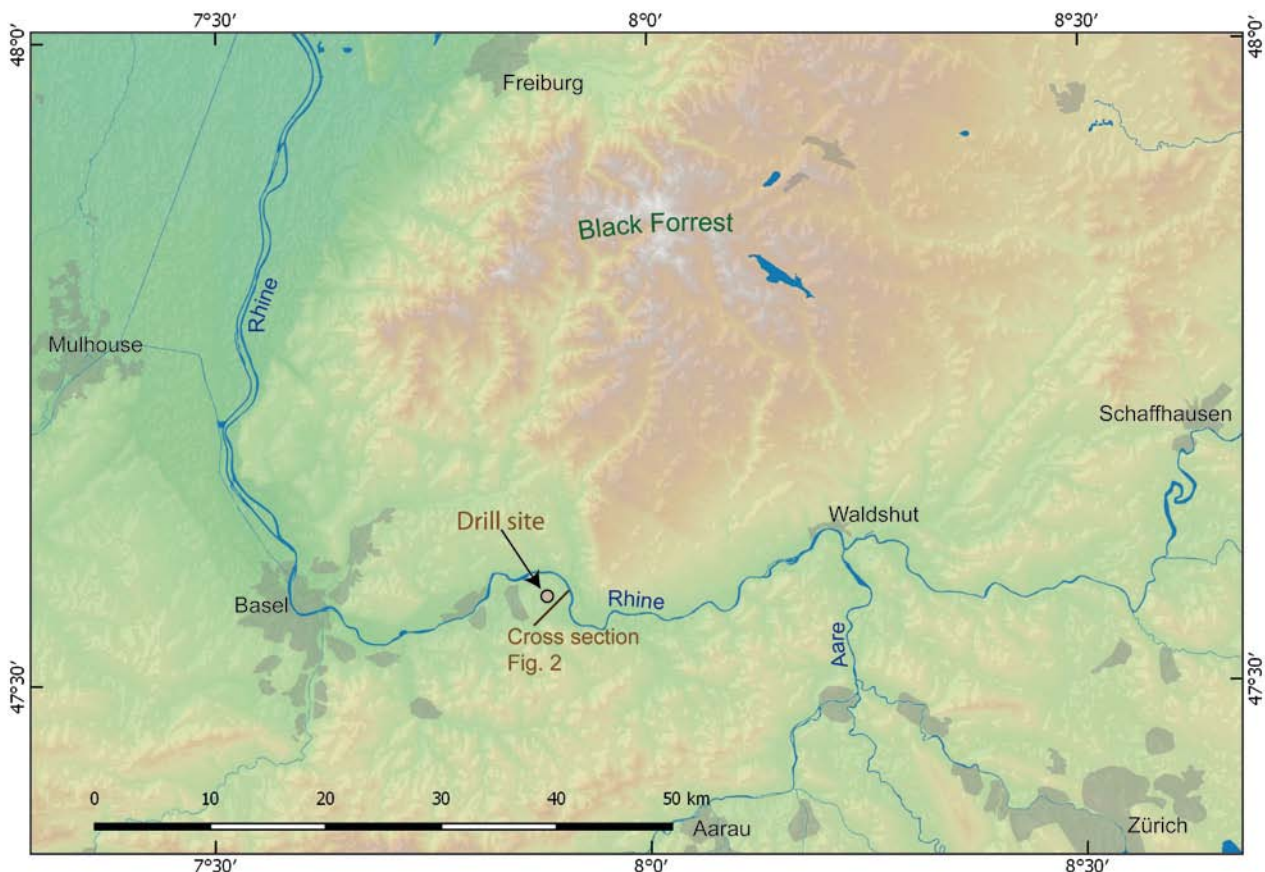 7°30′ 8°0′ 8°30′
48°0′ 48°0′
Freiburg
Black Forrest
Rhine
Mulhouse
Schaffhausen
Waldshut
Drill site
Basel
Rhine
Cross section
Fig. 2
Aare
47°30′ 47°30′
0 10 20 30 40 50 km
Aarau
Zürich
7°30′ 8°0′ 8°30′